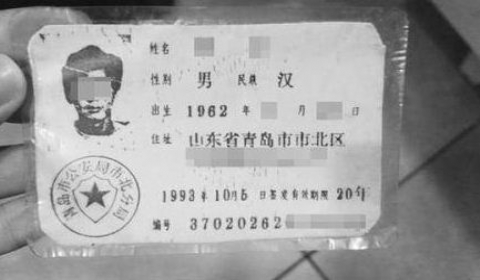 姓名
性别 男 民族 汉
出生 1962 年 月 日
住址 山东省青岛市市北区
1993年10月5日签发有效期限 20年
编号 37020262
青岛市公安局市北分局